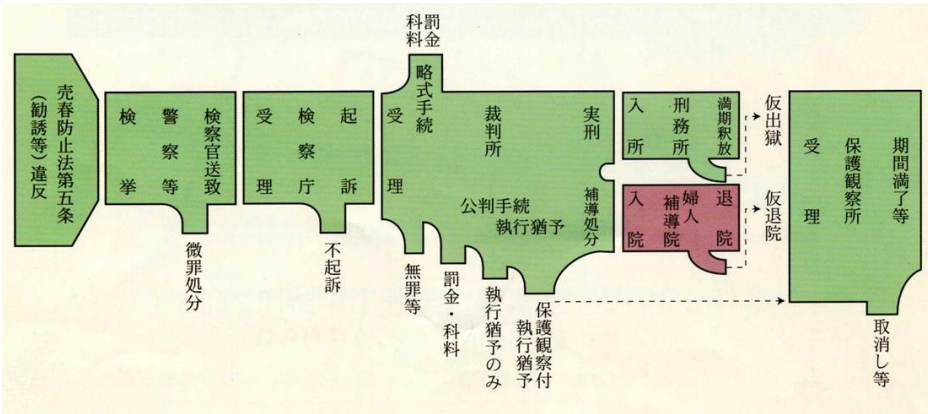 売春防止法第五条
（勧誘等）違反
検挙
警察等
検察官送致
微罪処分
受理
検察庁
起訴
不起訴
罰金
科料
略式手続
受理
裁判所
実刑
補導処分
公判手続
執行猶予
無罪等
罰金・科料
執行猶予のみ
保護観察付
執行猶予
入所
刑務所
満期釈放
仮出獄
入院
婦人
補導院
退院
仮退院
受理
保護観察所
期間満了等
取消し等